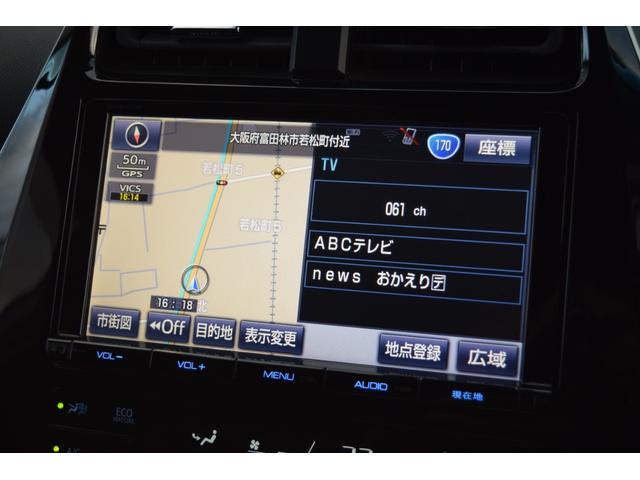 大阪府富田林市若松町付近
170
座標
50m
GPS
VICS
16:14
若松町5
若松町5
TV
061 ch
ABCテレビ
news おかえり[デ]
16:18
北
市街図
◀◀Off
目的地
表示変更
地点登録
広域
VOL−
VOL+
MENU
AUDIO
現在地
ECO